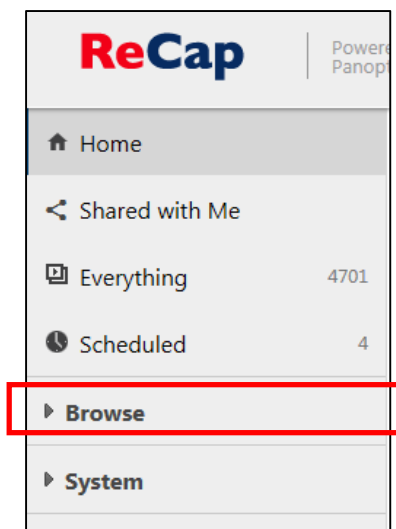 ReCap
Home
Shared with Me
Everything 4701
Scheduled 4
Browse
System